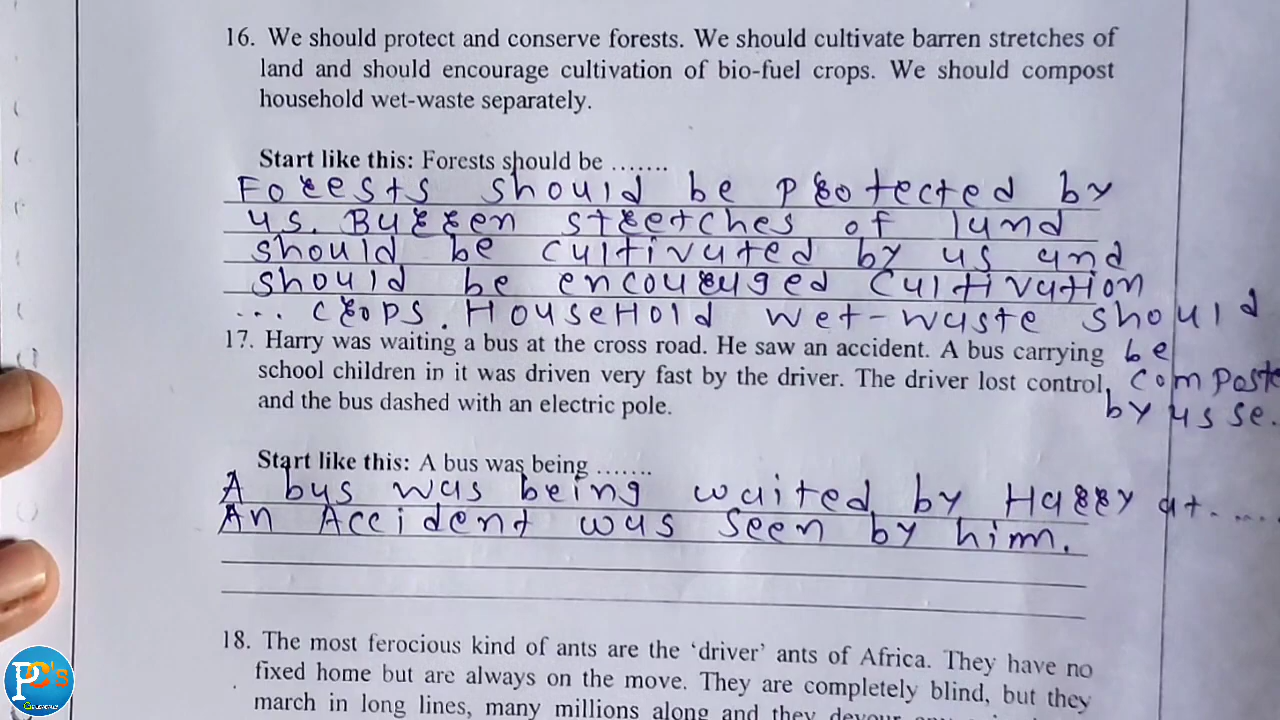 16. We should protect and conserve forests. We should cultivate barren stretches of
land and should encourage cultivation of bio-fuel crops. We should compost
household wet-waste separately.
Start like this: Forests should be .......
Forests should be protected by
us. Barren stretches of land
should be cultivated by us and
should be encouraged cultivation
... crops. HouseHold wet-waste should
be
composte
by us se.
17. Harry was waiting a bus at the cross road. He saw an accident. A bus carrying
school children in it was driven very fast by the driver. The driver lost control
and the bus dashed with an electric pole.
Start like this: A bus was being .......
A bus was being waited by Harry at.....
An Accident was seen by him.
18. The most ferocious kind of ants are the ‘driver’ ants of Africa. They have no
fixed home but are always on the move. They are completely blind, but they
march in long lines, many millions along and they devour
PC's